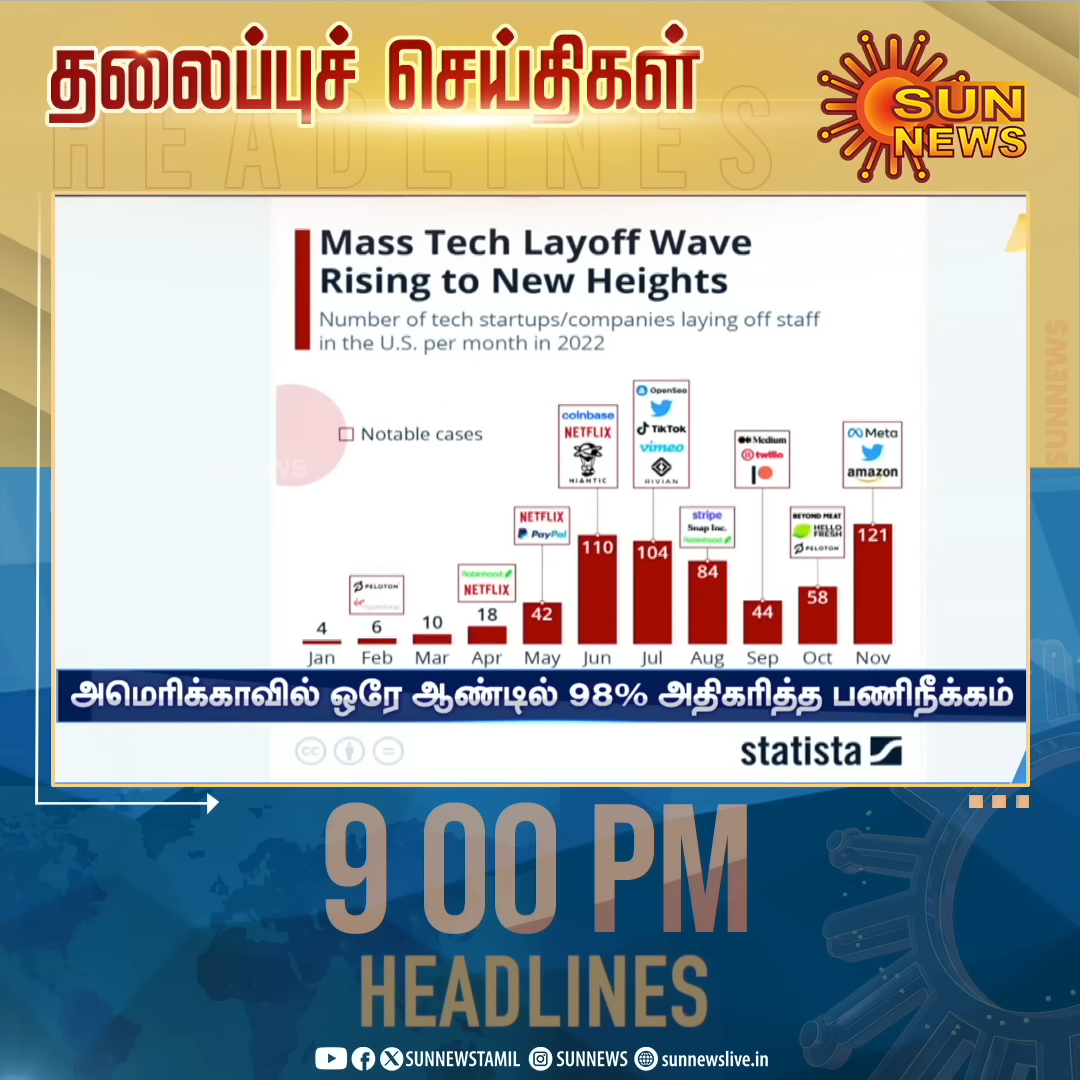 தலைப்புச் செய்திகள்
HEADLINES
SUN
NEWS
Mass Tech Layoff Wave
Rising to New Heights
Number of tech startups/companies laying off staff
in the U.S. per month in 2022
Notable cases
OpenSea
TikTok
vimeo
RIVIAN
coinbase
NETFLIX
NIANTIC
Medium
twilio
Meta
amazon
NETFLIX
PayPal
stripe
Snap Inc.
Robinhood
BEYOND MEAT
HELLO
FRESH
PELOTON
PELOTON
Robinhood
NETFLIX
4 6 10 18 42 110 104 84 44 58 121
Jan Feb Mar Apr May Jun Jul Aug Sep Oct Nov
அமெரிக்காவில் ஒரே ஆண்டில் 98% அதிகரித்த பணிநீக்கம்
cc
statista
SUNNEWS
9 00 PM
HEADLINES
SUNNEWSTAMIL SUNNEWS sunnewslive.in